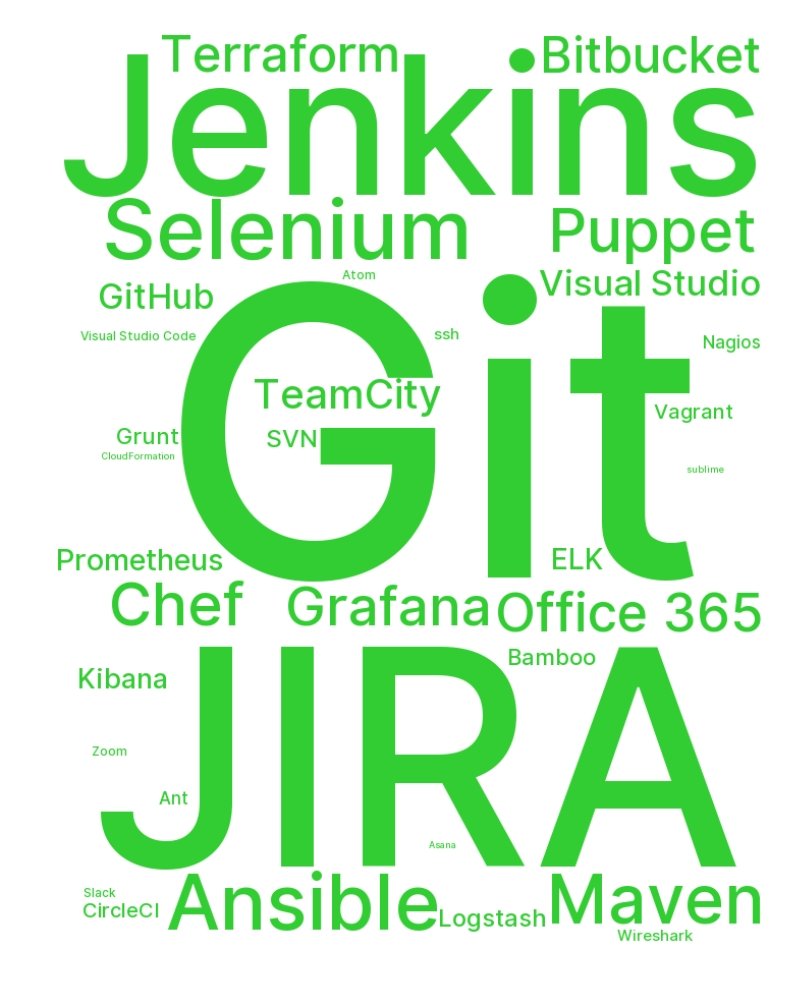 Terraform
Bitbucket
Jenkins
Selenium
Puppet
Atom
GitHub
Visual Studio
Visual Studio Code
ssh
Nagios
Git
TeamCity
Vagrant
Grunt
SVN
CloudFormation
sublime
Prometheus
ELK
Chef
Grafana
Office 365
Bamboo
Kibana
JIRA
Zoom
Ant
Asana
Slack
Ansible
Maven
CircleCI
Logstash
Wireshark